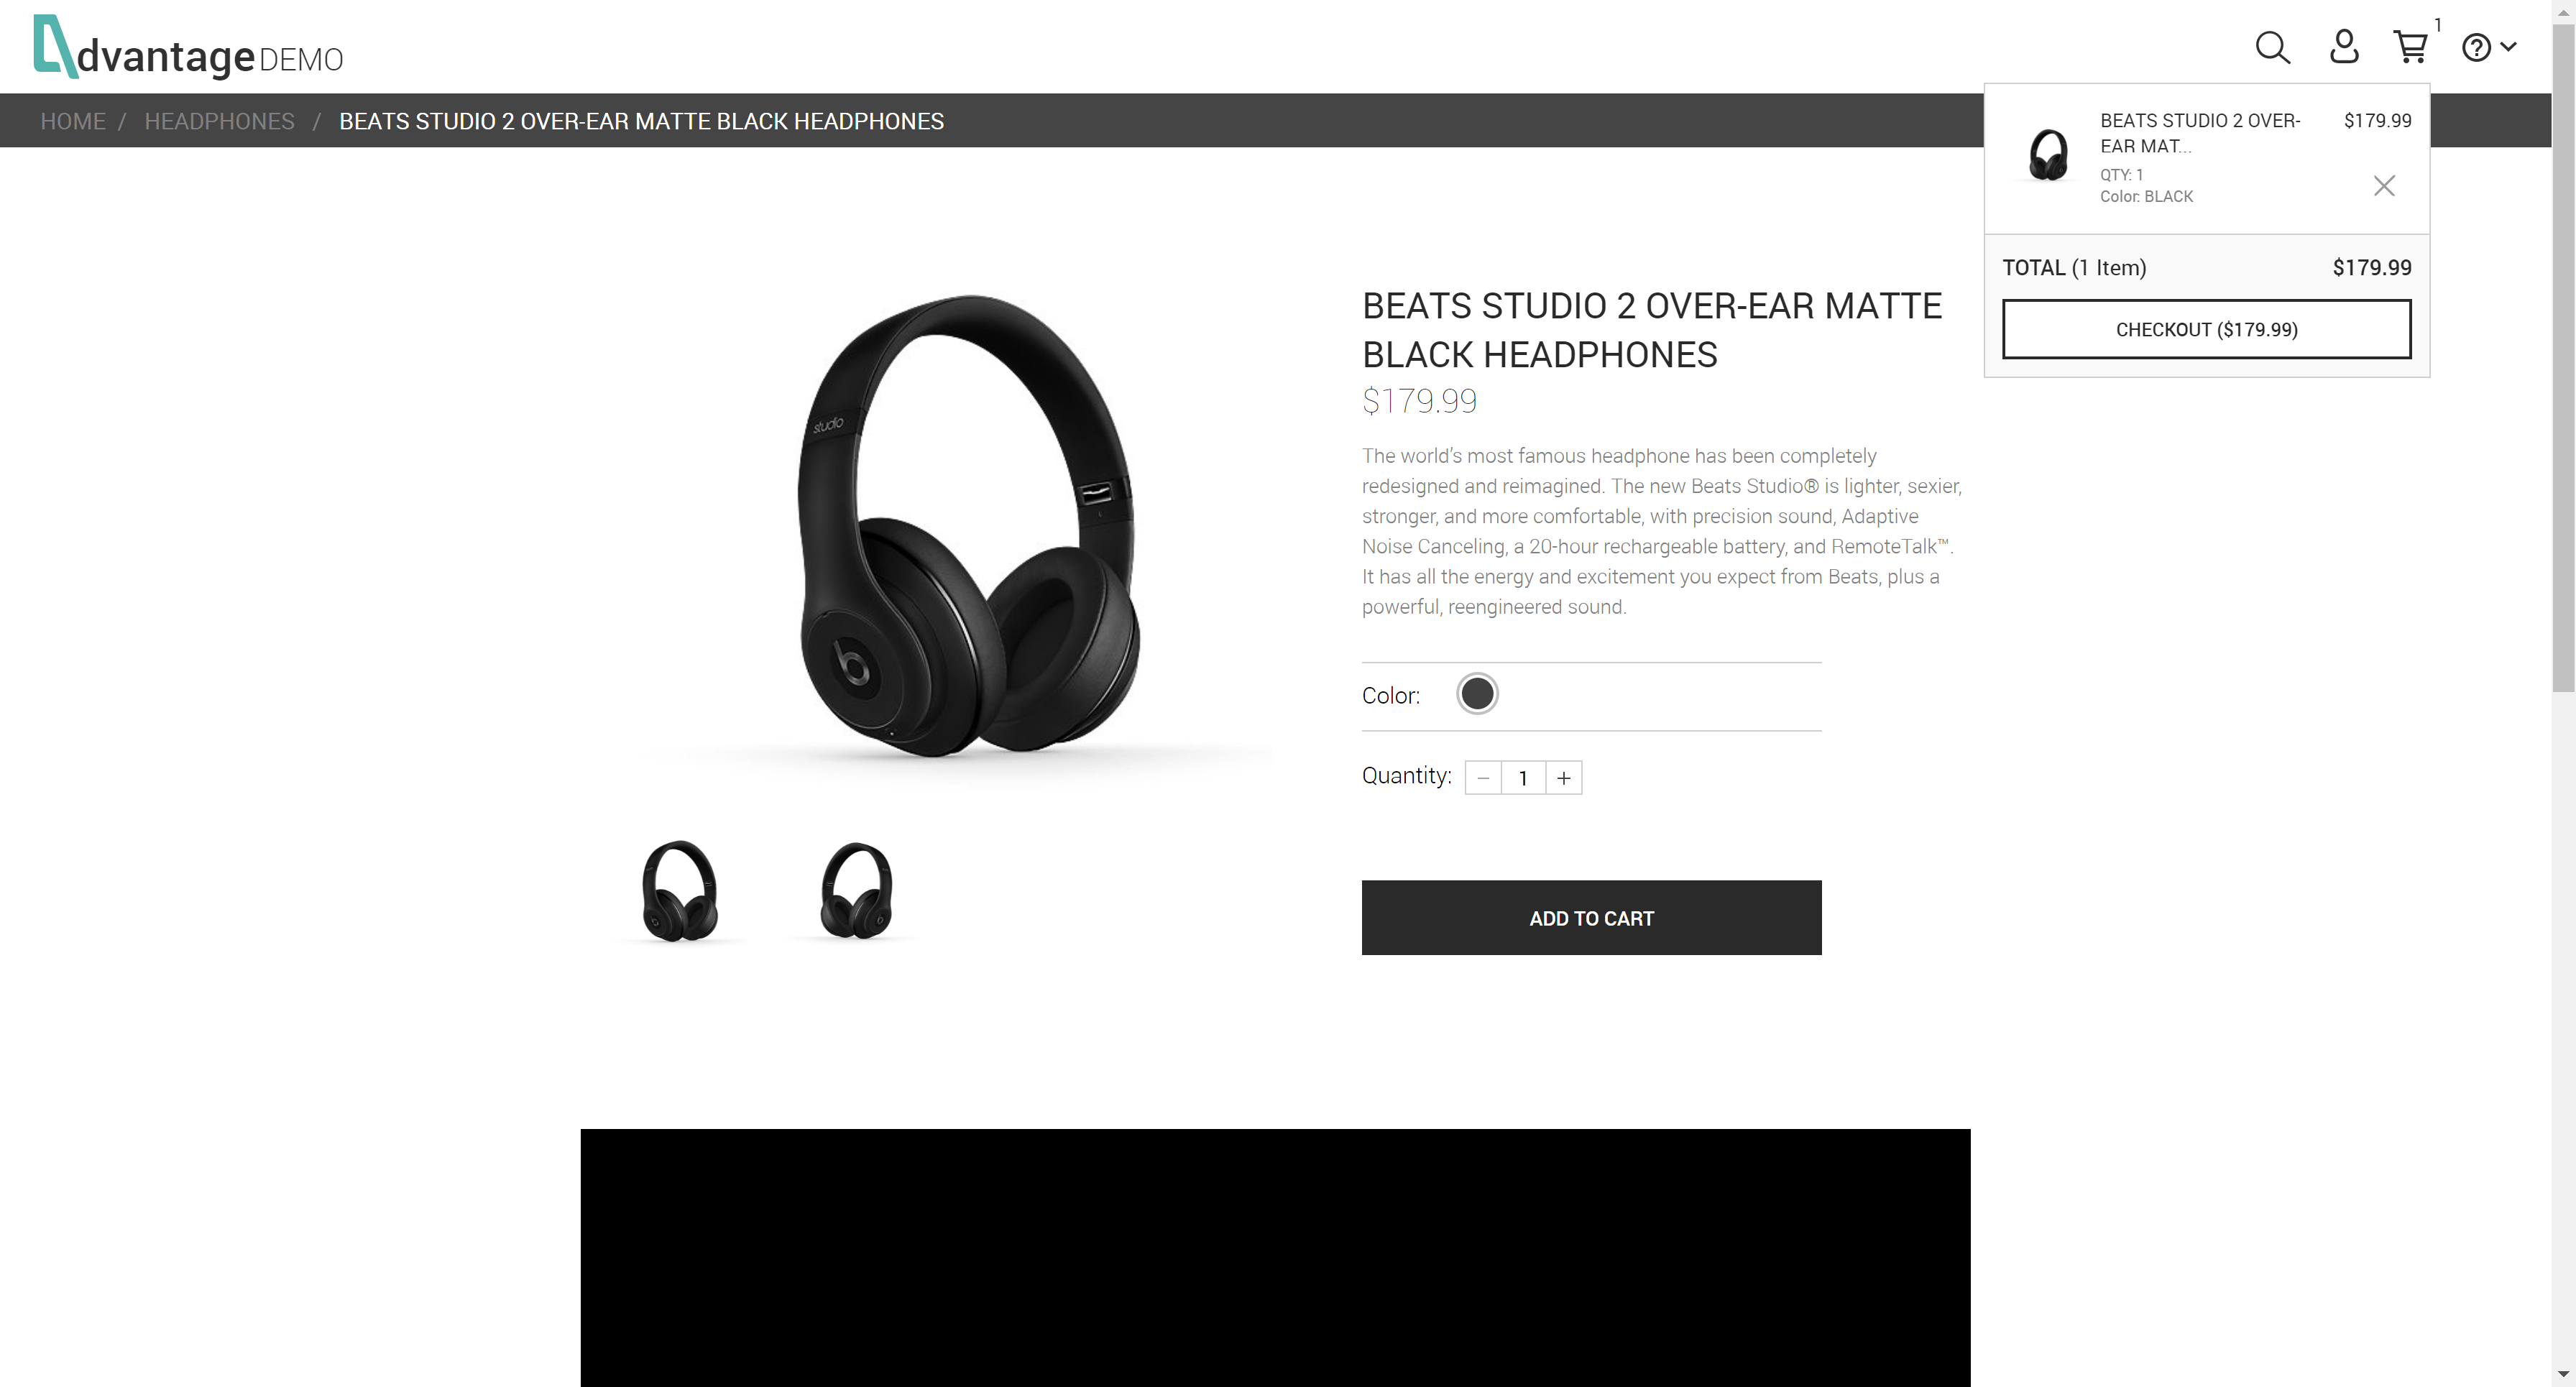 dvantage DEMO
1
HOME / HEADPHONES / BEATS STUDIO 2 OVER-EAR MATTE BLACK HEADPHONES
BEATS STUDIO 2 OVER- $179.99
EAR MAT...
QTY: 1
Color: BLACK
TOTAL (1 Item) $179.99
CHECKOUT ($179.99)
studio
BEATS STUDIO 2 OVER-EAR MATTE
BLACK HEADPHONES
$179.99
The world’s most famous headphone has been completely
redesigned and reimagined. The new Beats Studio® is lighter, sexier,
stronger, and more comfortable, with precision sound, Adaptive
Noise Canceling, a 20-hour rechargeable battery, and RemoteTalk™.
It has all the energy and excitement you expect from Beats, plus a
powerful, reengineered sound.
Color:
Quantity: − 1 +
ADD TO CART